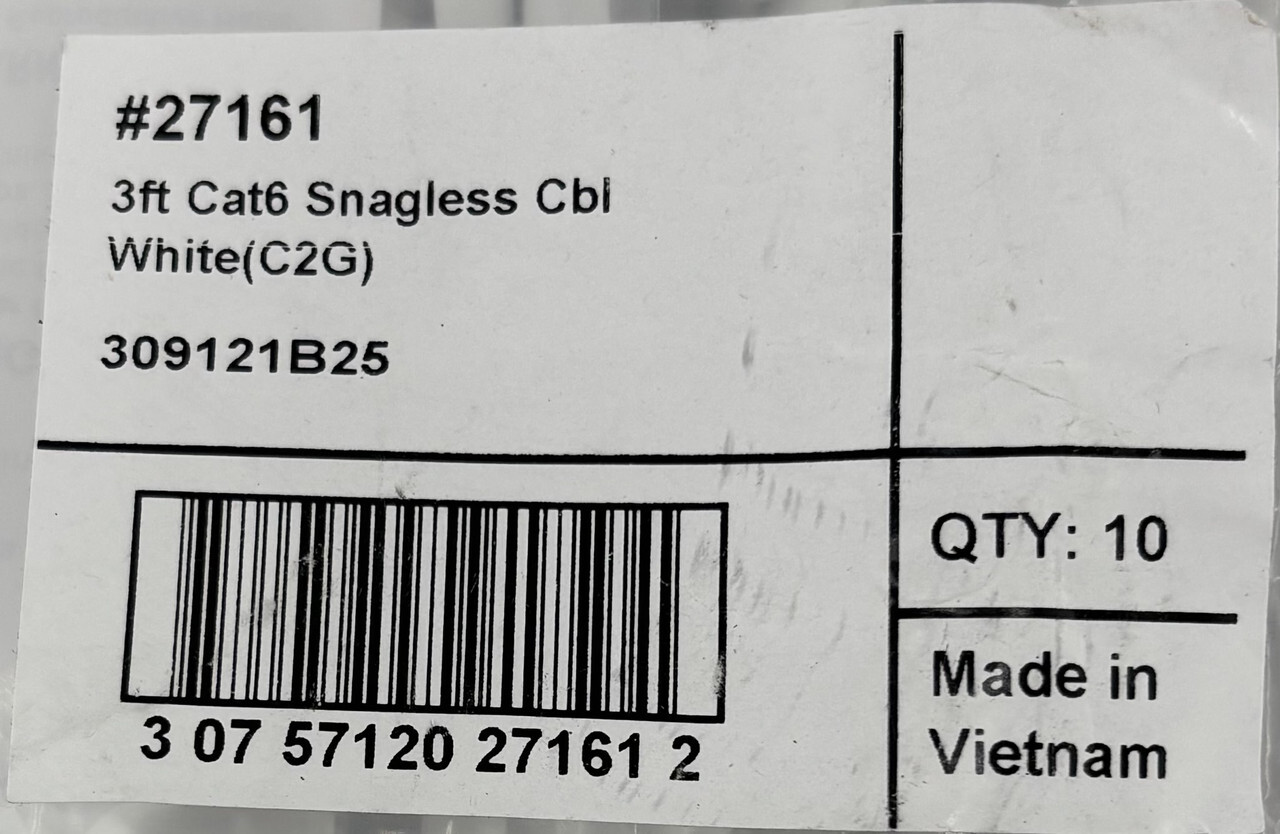 #27161
3ft Cat6 Snagless Cbl
White(C2G)
309121B25
3 07 57120 27161 2
QTY: 10
Made in
Vietnam